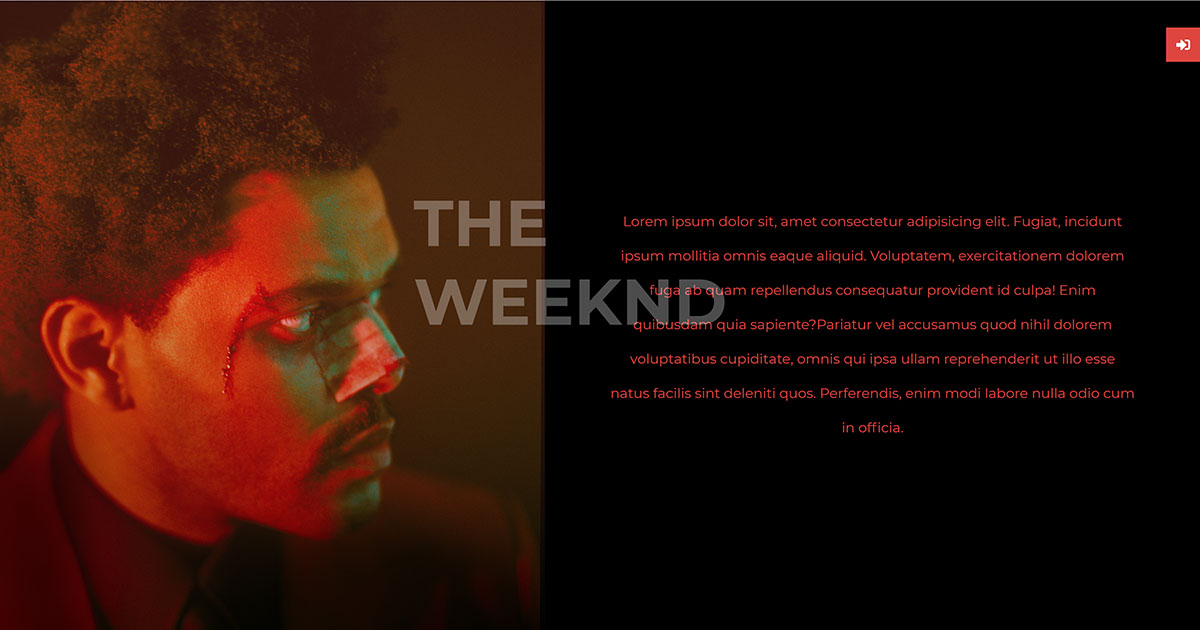 THE
WEEKND
Lorem ipsum dolor sit, amet consectetur adipisicing elit. Fugiat, incidunt
ipsum mollitia omnis eaque aliquid. Voluptatem, exercitationem dolorem
fuga ab quam repellendus consequatur provident id culpa! Enim
quibusdam quia sapiente?Pariatur vel accusamus quod nihil dolorem
voluptatibus cupiditate, omnis qui ipsa ullam reprehenderit ut illo esse
natus facilis sint deleniti quos. Perferendis, enim modi labore nulla odio cum
in officia.